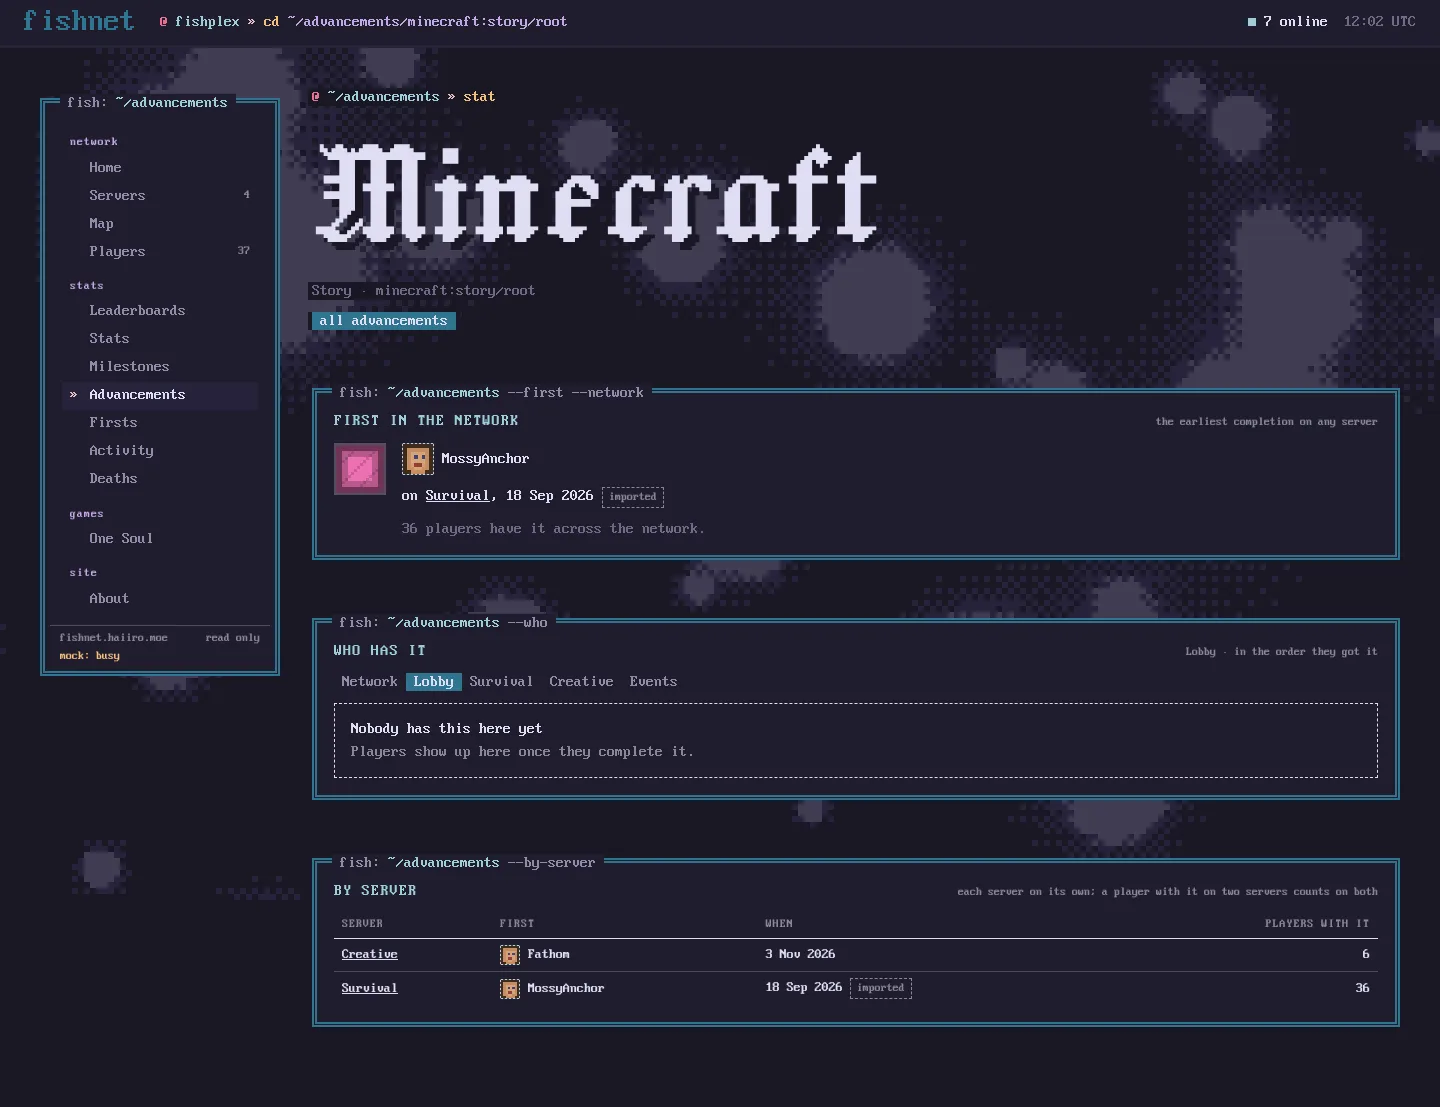 fishnet @ fishplex » cd ~/advancements/minecraft:story/root
7 online 12:02 UTC
fish: ~/advancements
network
Home
Servers 4
Map
Players 37
stats
Leaderboards
Stats
Milestones
» Advancements
Firsts
Activity
Deaths
games
One Soul
site
About
fishnet.haiiro.moe read only
mock: busy
@ ~/advancements » stat
Minecraft
Story · minecraft:story/root
all advancements
fish: ~/advancements --first --network
FIRST IN THE NETWORK
the earliest completion on any server
MossyAnchor
on Survival, 18 Sep 2026 imported
36 players have it across the network.
fish: ~/advancements --who
WHO HAS IT
Lobby · in the order they got it
Network Lobby Survival Creative Events
Nobody has this here yet
Players show up here once they complete it.
fish: ~/advancements --by-server
BY SERVER
each server on its own; a player with it on two servers counts on both
SERVER FIRST WHEN PLAYERS WITH IT
Creative Fathom 3 Nov 2026 6
Survival MossyAnchor 18 Sep 2026 imported 36